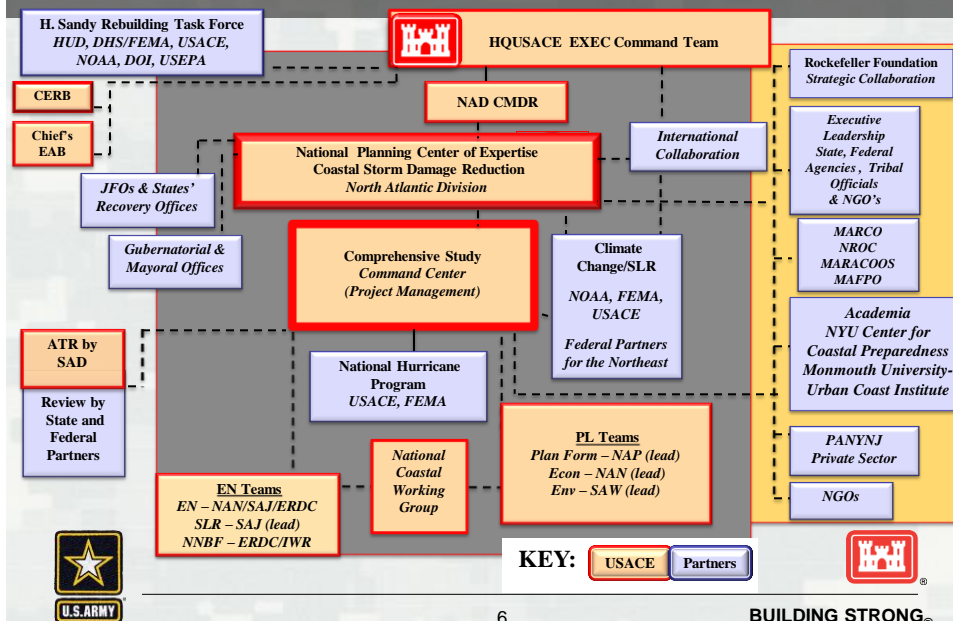 H. Sandy Rebuilding Task Force
HUD, DHS/FEMA, USACE,
NOAA, DOI, USEPA
HQUSACE EXEC Command Team
Rockefeller Foundation
Strategic Collaboration
CERB
NAD CMDR
Chief's
EAB
Executive
Leadership
State, Federal
Agencies , Tribal
Officials
& NGO's
International
Collaboration
National Planning Center of Expertise
Coastal Storm Damage Reduction
North Atlantic Division
JFOs & States'
Recovery Offices
MARCO
NROC
MARACOOS
MAFPO
Gubernatorial &
Mayoral Offices
Comprehensive Study
Command Center
(Project Management)
Climate
Change/SLR
NOAA, FEMA,
USACE
Federal Partners
for the Northeast
Academia
NYU Center for
Coastal Preparedness
Monmouth University-
Urban Coast Institute
ATR by
SAD
National Hurricane
Program
USACE, FEMA
Review by
State and
Federal
Partners
PL Teams
Plan Form – NAP (lead)
Econ – NAN (lead)
Env – SAW (lead)
National
Coastal
Working
Group
PANYNJ
Private Sector
EN Teams
EN – NAN/SAJ/ERDC
SLR – SAJ (lead)
NNBF – ERDC/IWR
NGOs
KEY:
USACE
Partners
®
U.S.ARMY
6
BUILDING STRONG®